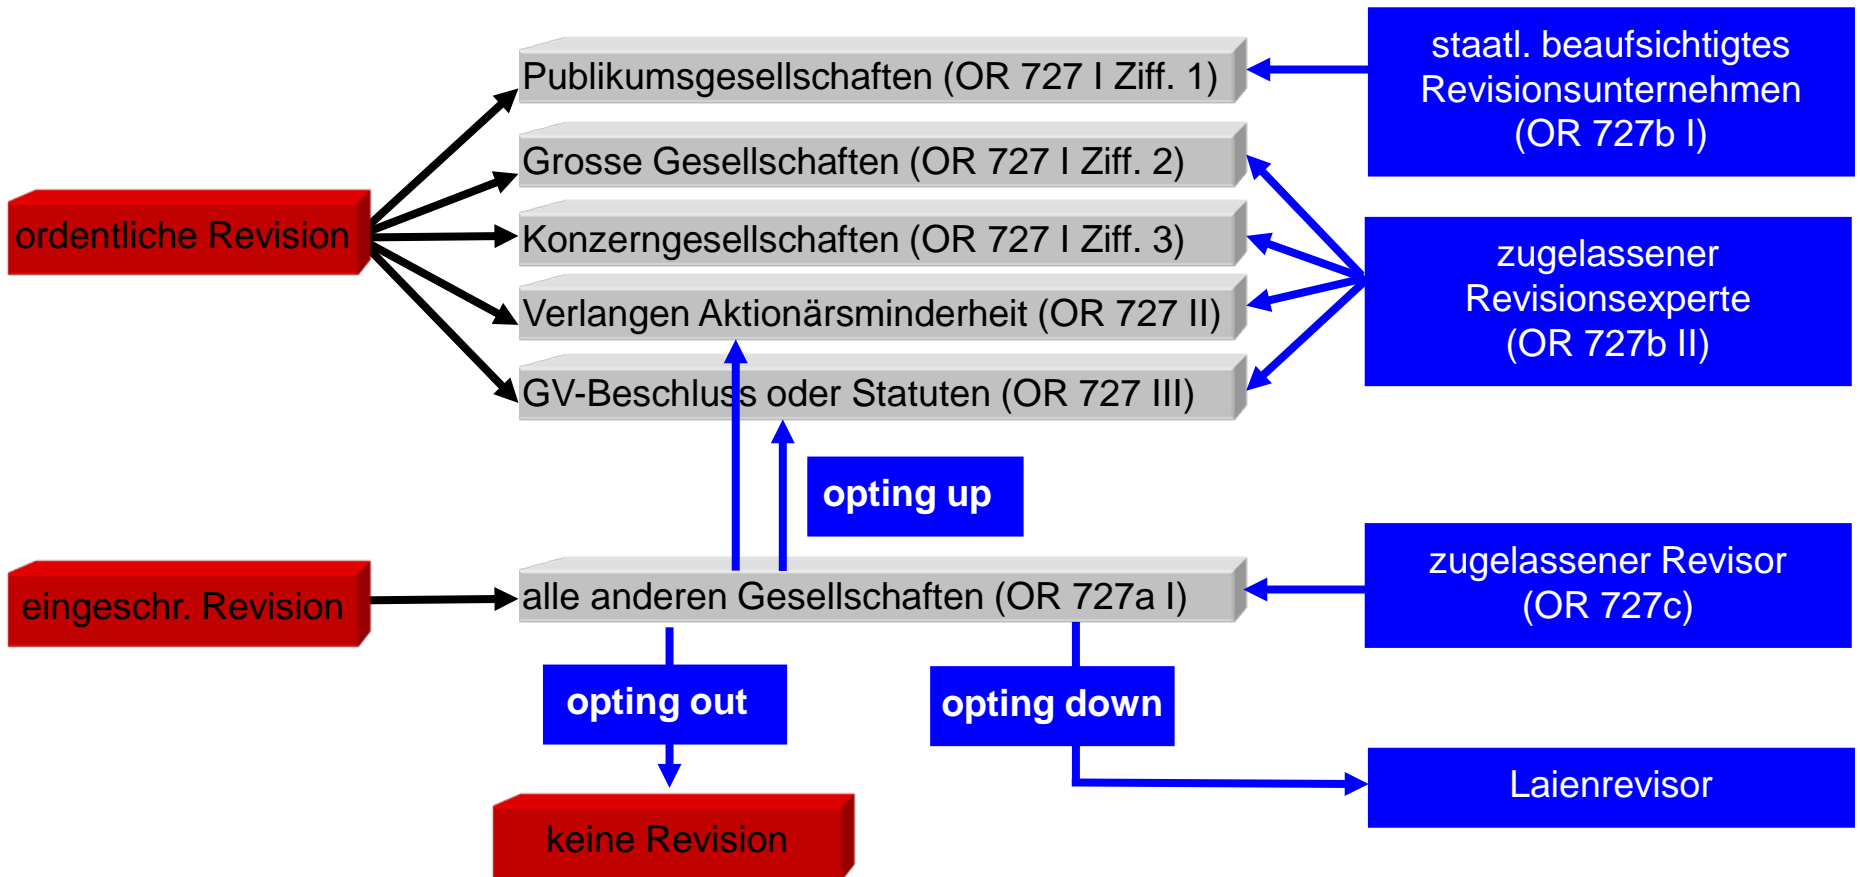 staatl. beaufsichtigtes
Revisionsunternehmen
(OR 727b I)
Publikumsgesellschaften (OR 727 I Ziff. 1)
Grosse Gesellschaften (OR 727 I Ziff. 2)
ordentliche Revision
Konzerngesellschaften (OR 727 I Ziff. 3)
zugelassener
Revisionsexperte
(OR 727b II)
Verlangen Aktionärsminderheit (OR 727 II)
GV-Beschluss oder Statuten (OR 727 III)
opting up
eingeschr. Revision
alle anderen Gesellschaften (OR 727a I)
zugelassener Revisor
(OR 727c)
opting out
opting down
Laienrevisor
keine Revision